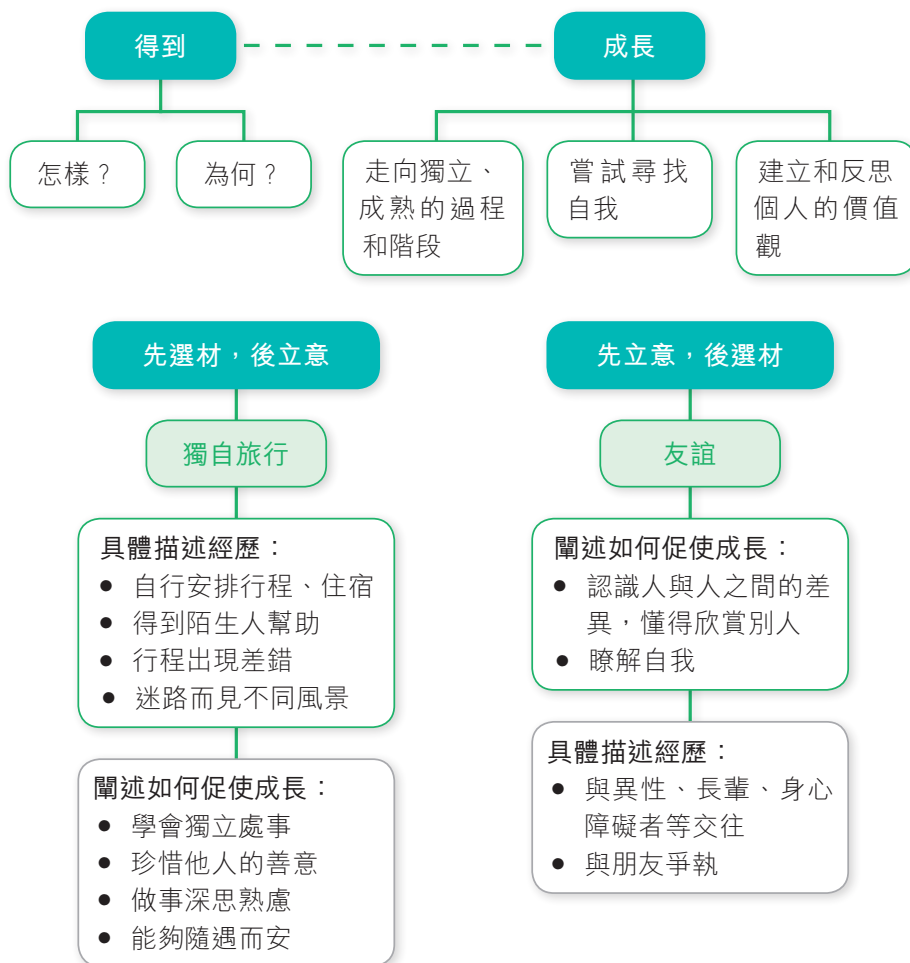 得到
成長
怎樣？
為何？
走向獨立、
成熟的過程
和階段
嘗試尋找
自我
建立和反思
個人的價值
觀
先選材，後立意
獨自旅行
具體描述經歷：
● 自行安排行程、住宿
● 得到陌生人幫助
● 行程出現差錯
● 迷路而見不同風景
闡述如何促使成長：
● 學會獨立處事
● 珍惜他人的善意
● 做事深思熟慮
● 能夠隨遇而安
先立意，後選材
友誼
闡述如何促使成長：
● 認識人與人之間的差
異，懂得欣賞別人
● 瞭解自我
具體描述經歷：
● 與異性、長輩、身心
障礙者等交往
● 與朋友爭執